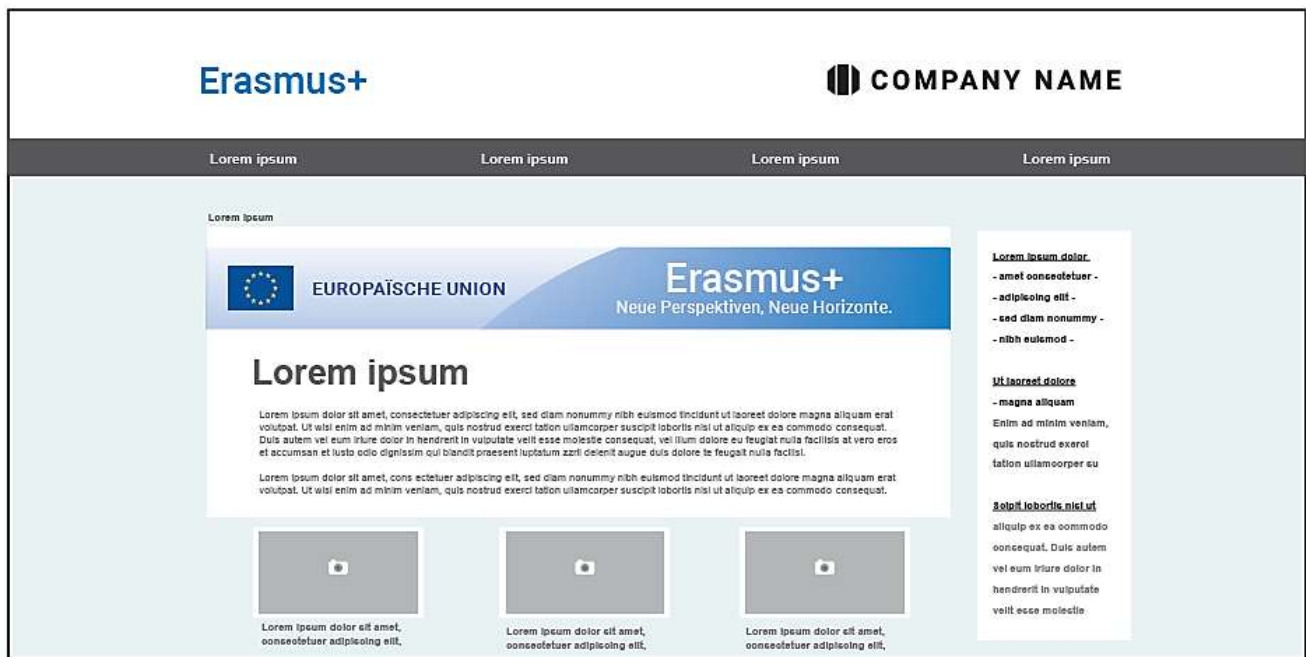 Erasmus+
COMPANY NAME
Lorem ipsum
Lorem ipsum
Lorem ipsum
Lorem ipsum
Lorem ipsum
EUROPAÏSCHE UNION
Erasmus+
Neue Perspektiven, Neue Horizonte.
Lorem ipsum
Lorem ipsum dolor sit amet, consectetuer adipiscing elit, sed diam nonummy nibh euismod tincidunt ut laoreet dolore magna aliquam erat
volutpat. Ut wisi enim ad minim veniam, quis nostrud exerci tation ullamcorper suscipit lobortis nisl ut aliquip ex ea commodo consequat.
Duis autem vel eum iriure dolor in hendrerit in vulputate velit esse molestie consequat, vel illum dolore eu feugiat nulla facilisis at vero eros
et accumsan et iusto odio dignissim qui blandit praesent luptatum zzril delenit augue duis dolore te feugait nulla facilisi.
Lorem ipsum dolor sit amet, cons ectetuer adipiscing elit, sed diam nonummy nibh euismod tincidunt ut laoreet dolore magna aliquam erat
volutpat. Ut wisi enim ad minim veniam, quis nostrud exerci tation ullamcorper suscipit lobortis nisl ut aliquip ex ea commodo consequat.
Lorem ipsum dolor sit amet,
consectetuer adipiscing elit,
Lorem ipsum dolor sit amet,
consectetuer adipiscing elit,
Lorem ipsum dolor sit amet,
consectetuer adipiscing elit,
Lorem ipsum dolor
- amet consectetuer -
- adipiscing elit -
- sed diam nonummy -
- nibh euismod -
Ut laoreet dolore
- magna aliquam
Enim ad minim veniam,
quis nostrud exerci
tation ullamcorper su
Scipit lobortis nisl ut
aliquip ex ea commodo
consequat. Duis autem
vel eum iriure dolor in
hendrerit in vulputate
velit esse molestie